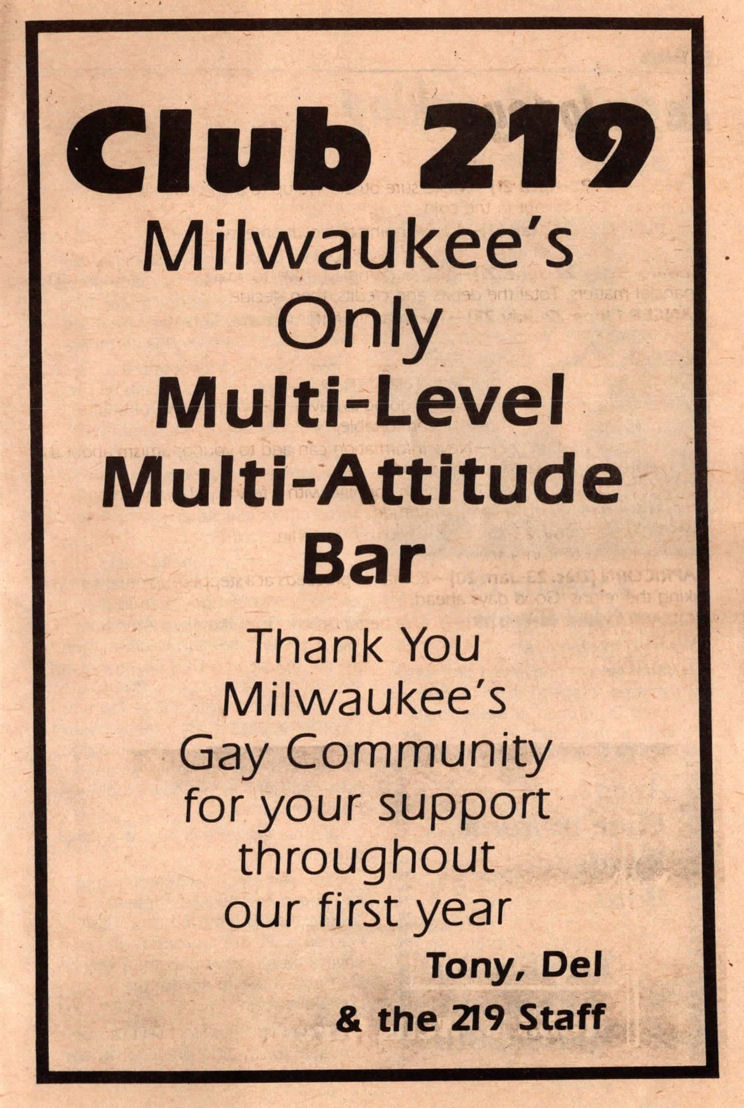 Club 219
Milwaukee's
Only
Multi-Level
Multi-Attitude
Bar
Thank You
Milwaukee's
Gay Community
for your support
throughout
our first year
Tony, Del
& the 219 Staff